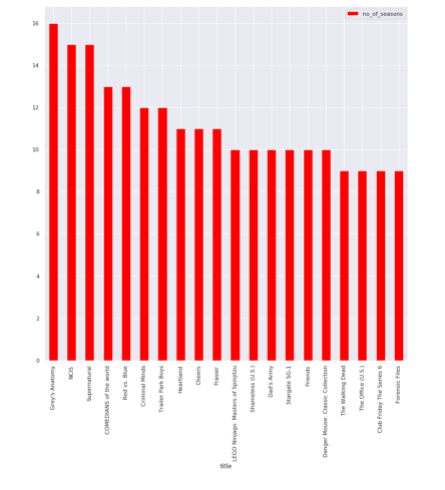 no_of_seasons
16
14
12
10
8
6
4
2
0
Grey's Anatomy
NCIS
Supernatural
COMEDIANS of the world
Red vs. Blue
Criminal Minds
Trailer Park Boys
Heartland
Cheers
Frasier
LEGO Ninjago: Masters of Spinjitzu
Shameless (U.S.)
Dad's Army
Stargate SG-1
Friends
Danger Mouse: Classic Collection
The Walking Dead
The Office (U.S.)
Club Friday The Series 6
Forensic Files
title